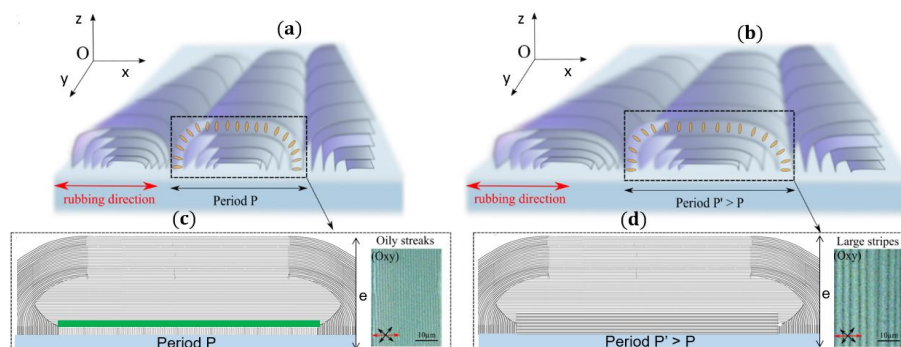 (a)
z
O
x
y
rubbing direction
Period P
(b)
z
O
x
y
rubbing direction
Period P' > P
(c)
Oily streaks
(Oxy)
e
10µm
Period P
(d)
Large stripes
(Oxy)
e
10µm
Period P' > P